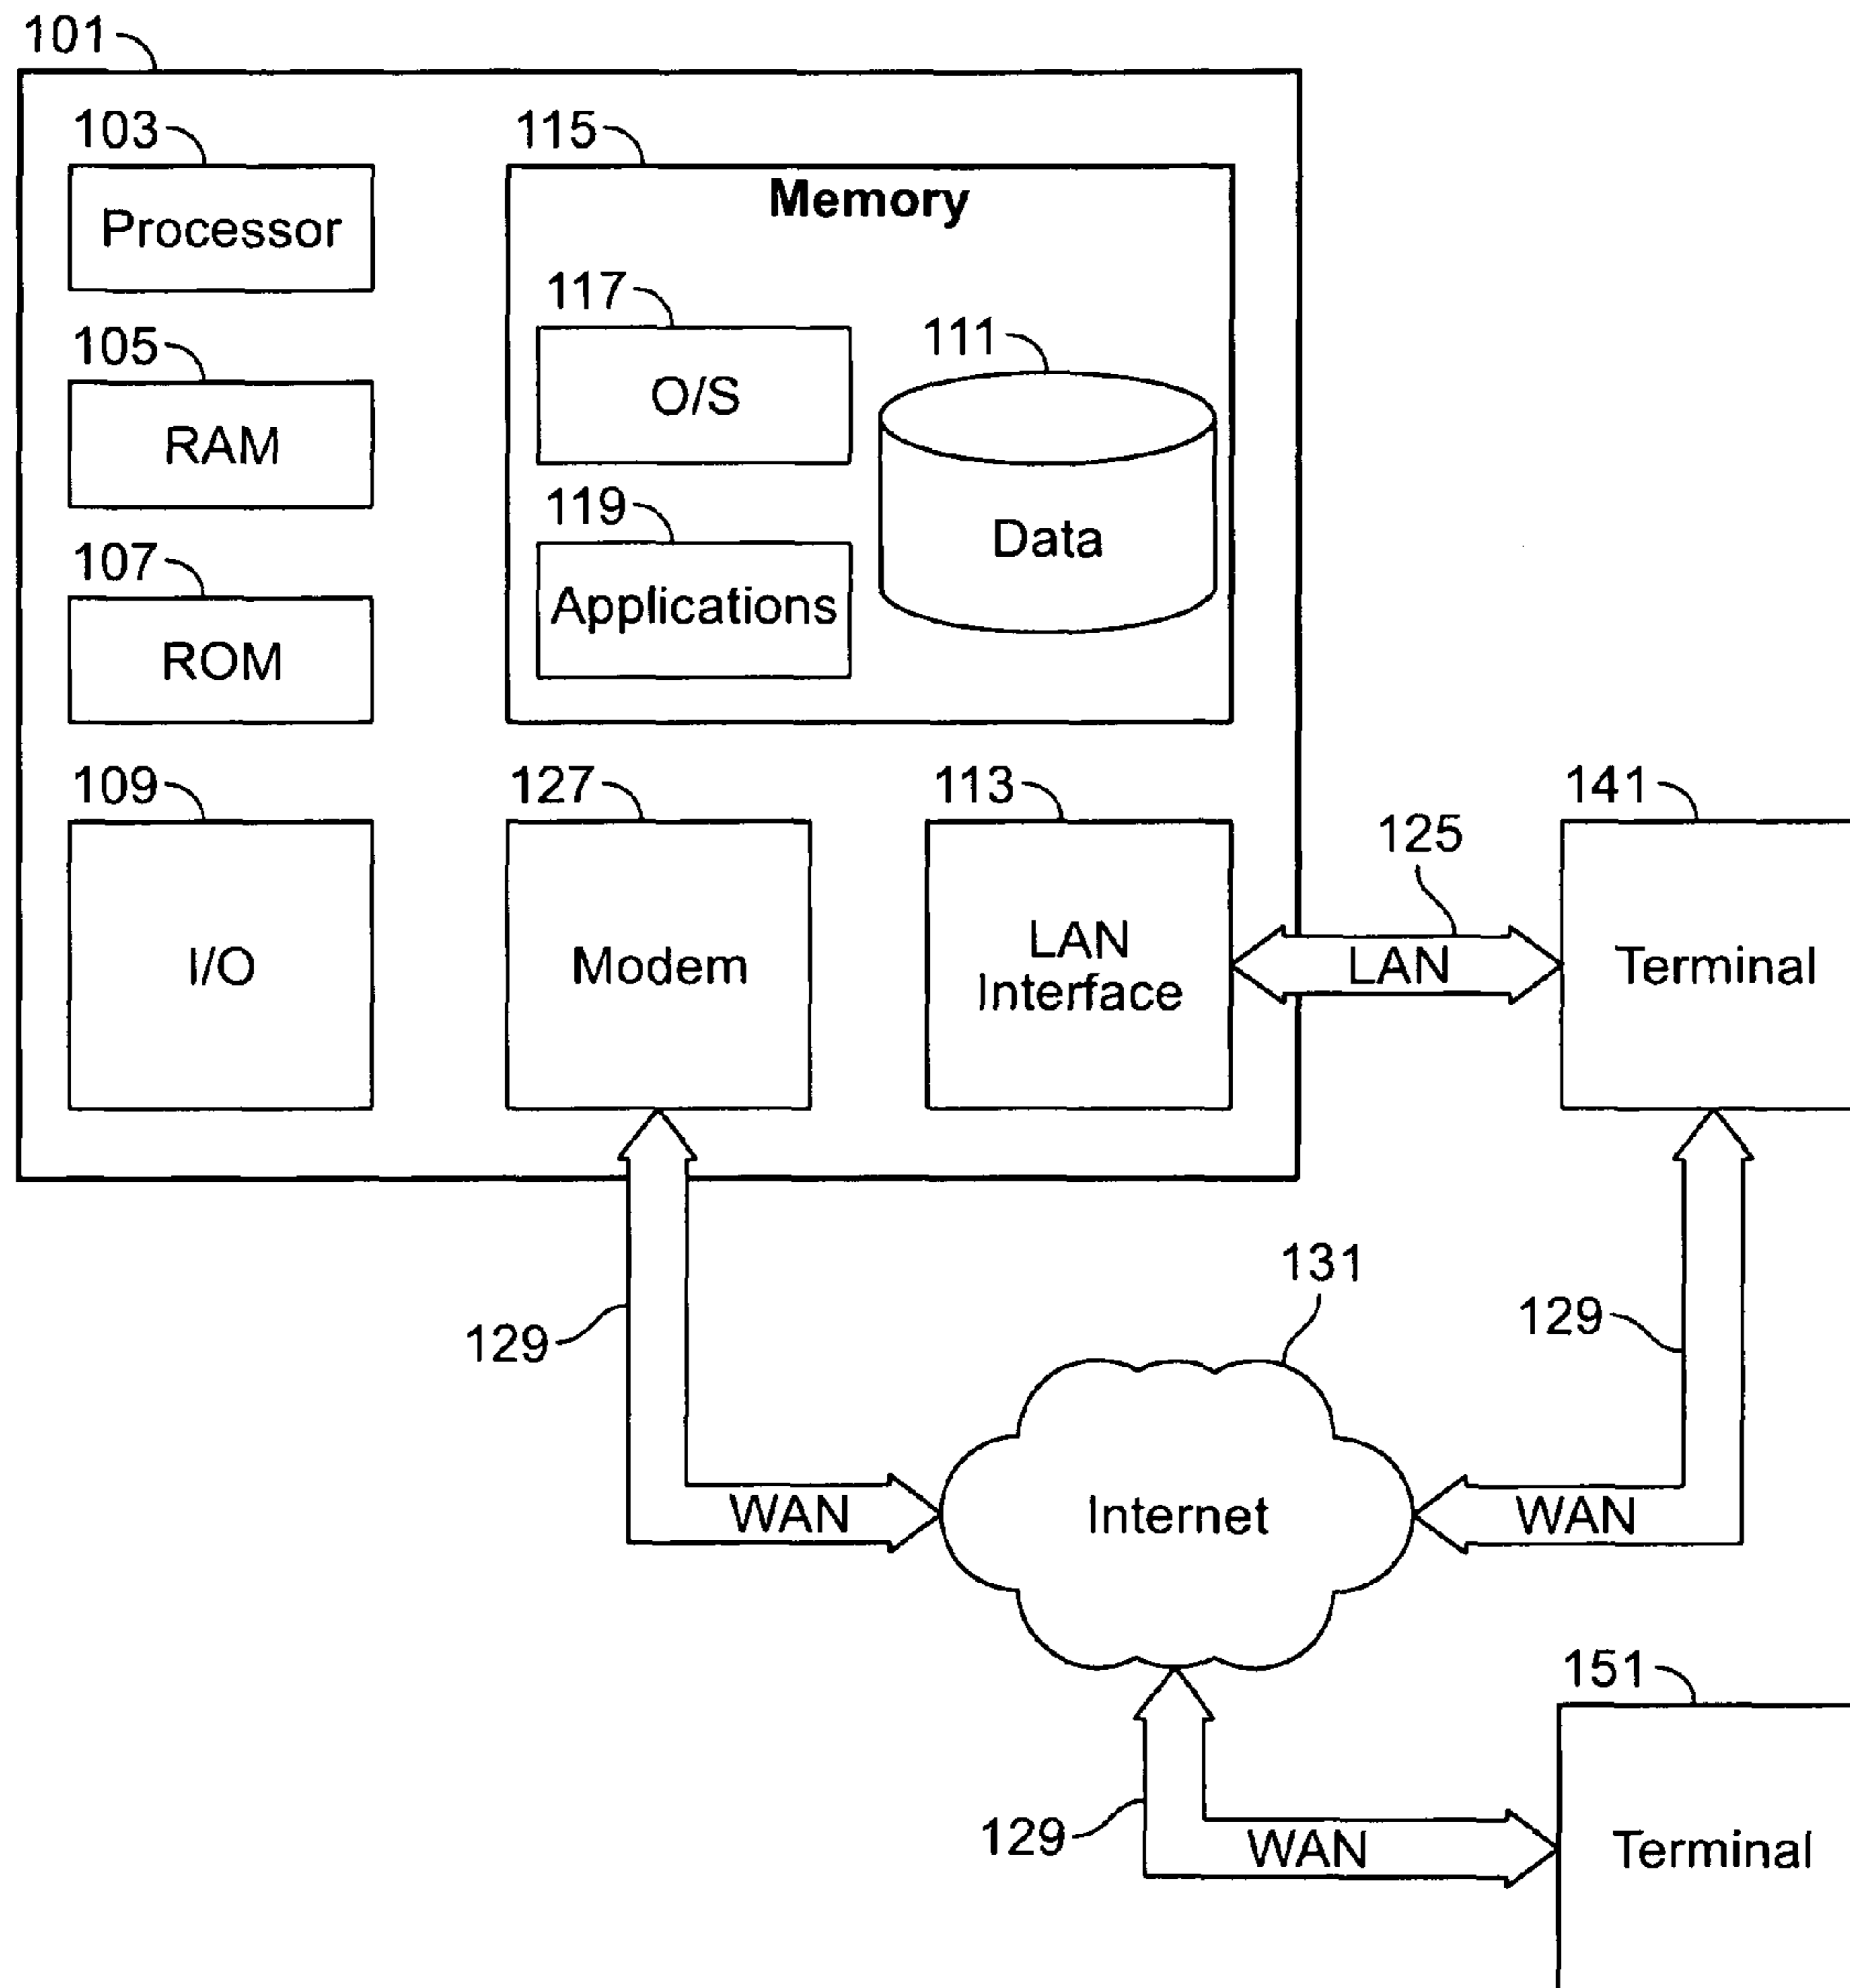 101
103
115
Processor
Memory
117
105
111
O/S
RAM
119
107
Data
Applications
ROM
109
127
113
141
125
I/O
Modem
LAN
Interface
LAN
Terminal
131
129
129
WAN
Internet
WAN
151
129
WAN
Terminal